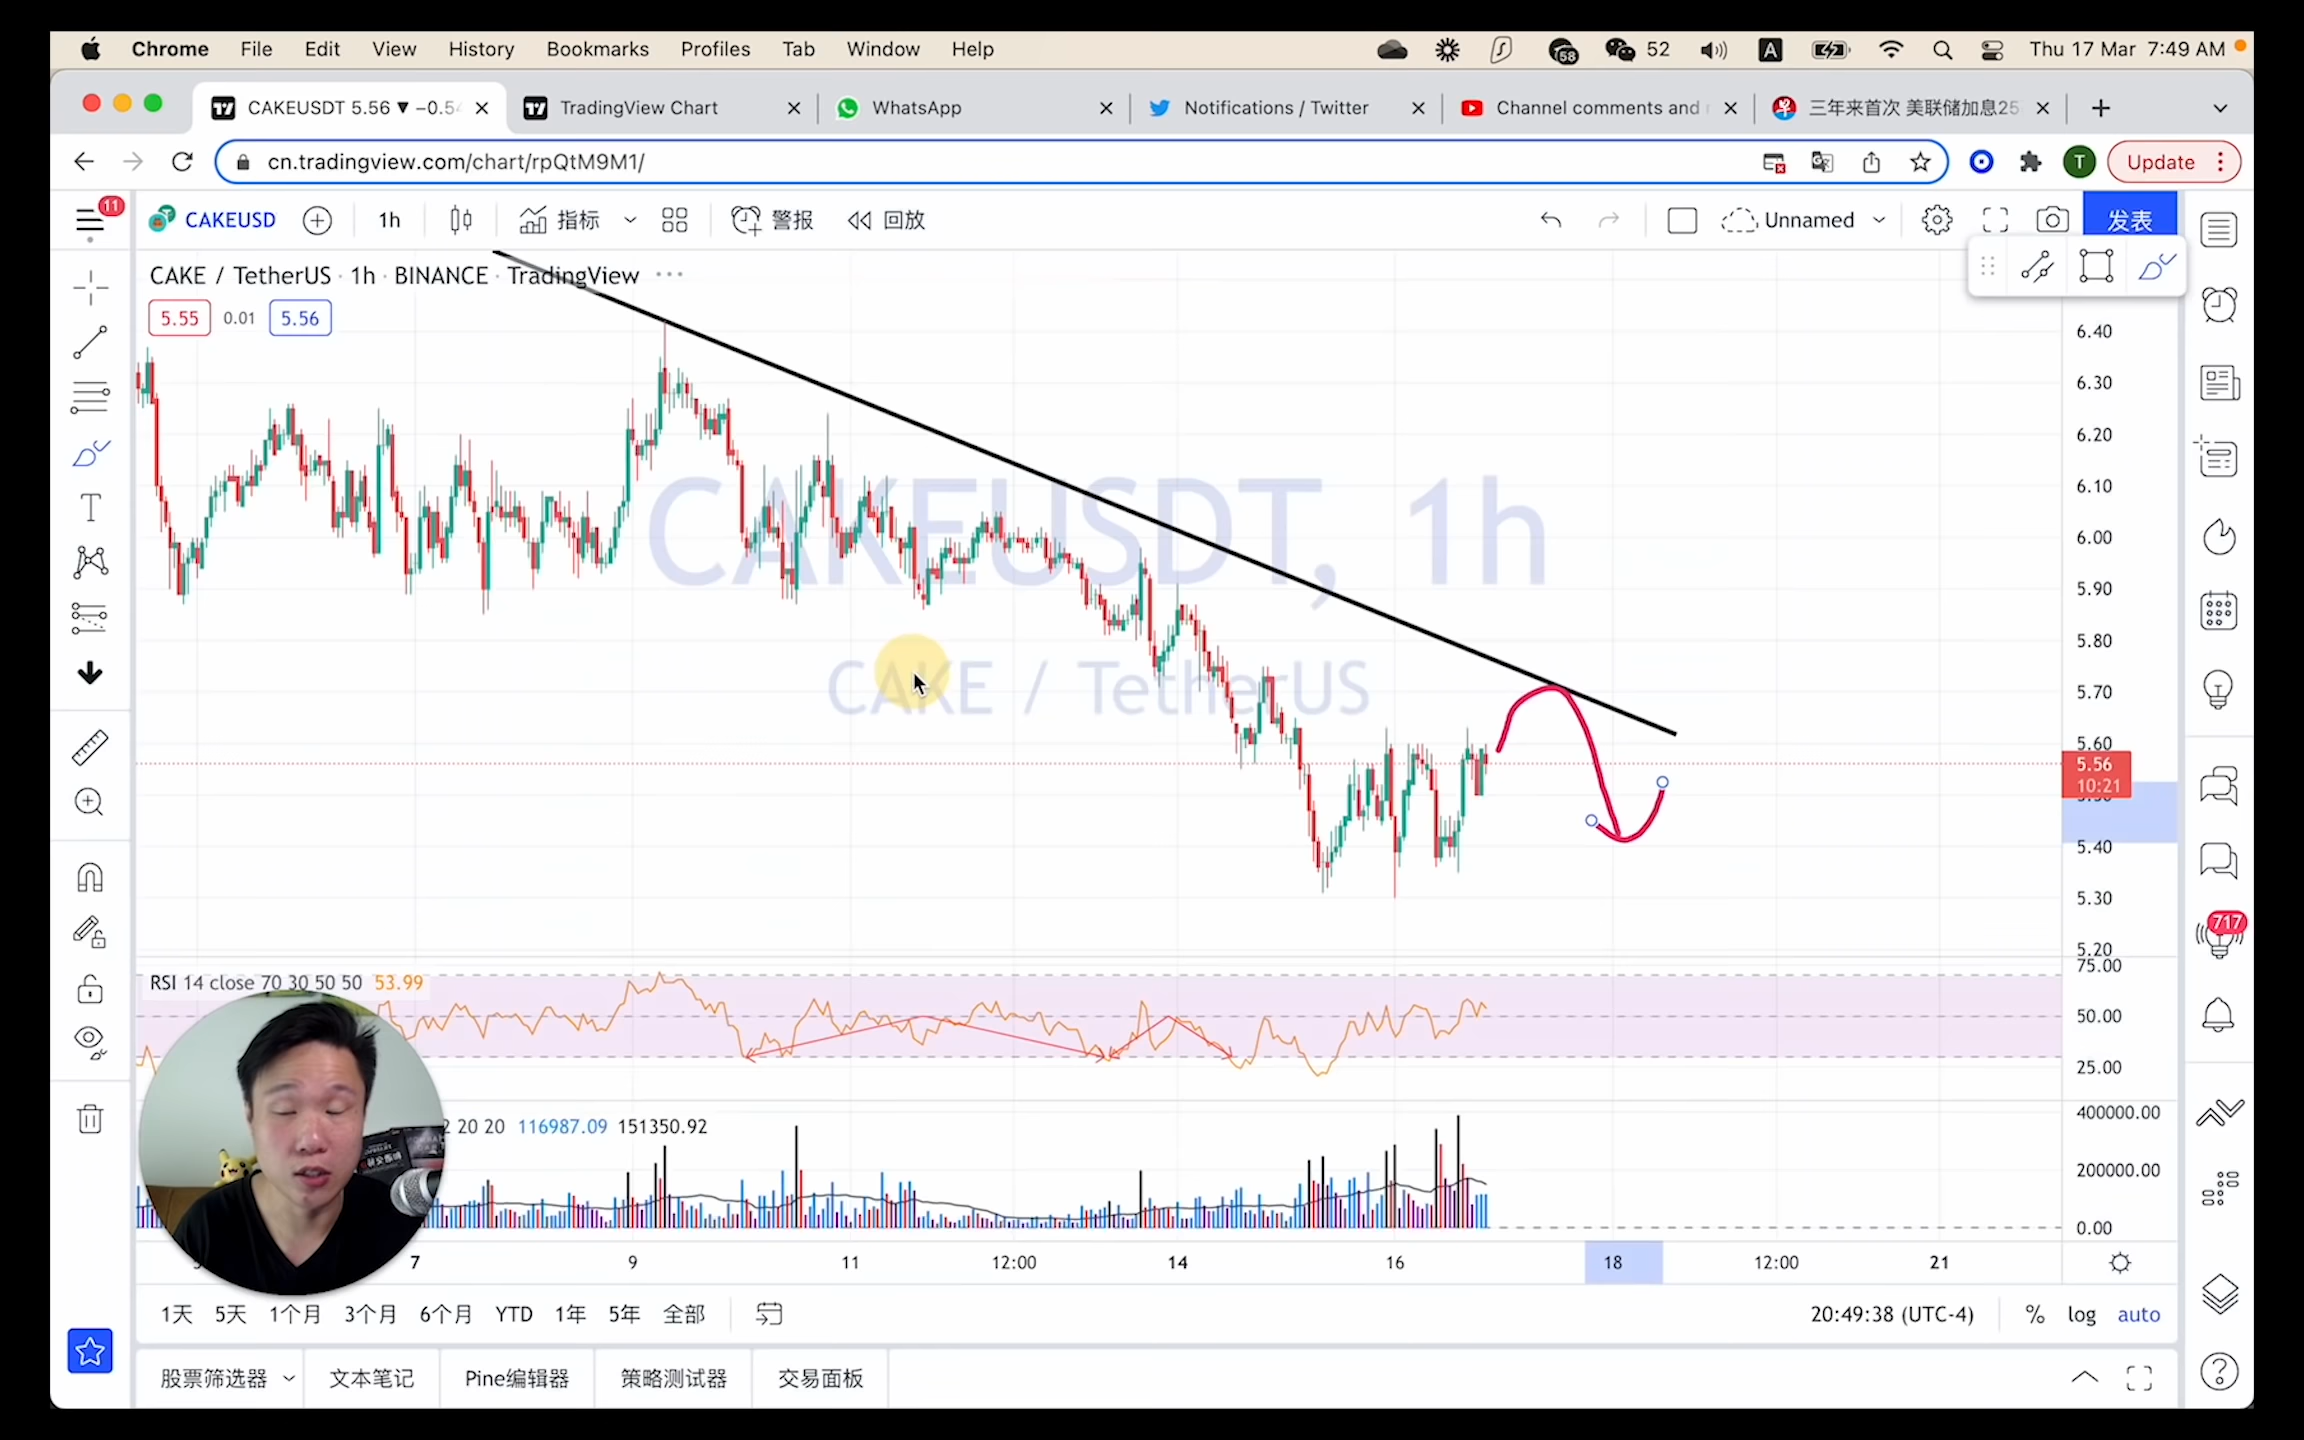 Chrome File Edit View History Bookmarks Profiles Tab Window Help 58 52 A Thu 17 Mar 7:49 AM
CAKEUSDT 5.56 ▼ −0.54 TradingView Chart WhatsApp Notifications / Twitter Channel comments and 三年来首次 美联储加息25
cn.tradingview.com/chart/rpQtM9M1/ T Update
11 CAKEUSD 1h 指标 警报 回放 Unnamed 发表
CAKE / TetherUS · 1h · BINANCE · TradingView
5.55 0.01 5.56
CAKEUSDT, 1h
CAKE / TetherUS
6.40
6.30
6.20
6.10
6.00
5.90
5.80
5.70
5.60
5.56
10:21
5.40
5.30
5.20
75.00
RSI 14 close 70 30 50 50 53.99
50.00
25.00
2 20 20 116987.09 151350.92
400000.00
200000.00
0.00
717
7 9 11 12:00 14 16 18 12:00 21
1天 5天 1个月 3个月 6个月 YTD 1年 5年 全部 20:49:38 (UTC-4) % log auto
股票筛选器 文本笔记 Pine编辑器 策略测试器 交易面板